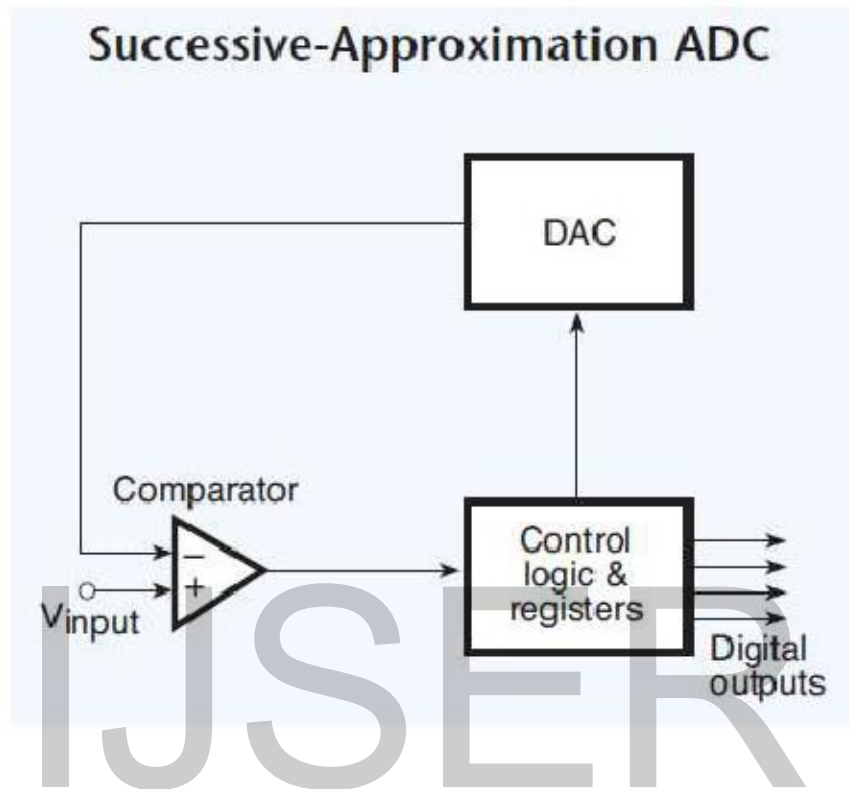 Successive-Approximation ADC
DAC
Comparator
–
+
Vinput
Control
logic &
registers
Digital
outputs
IJSER